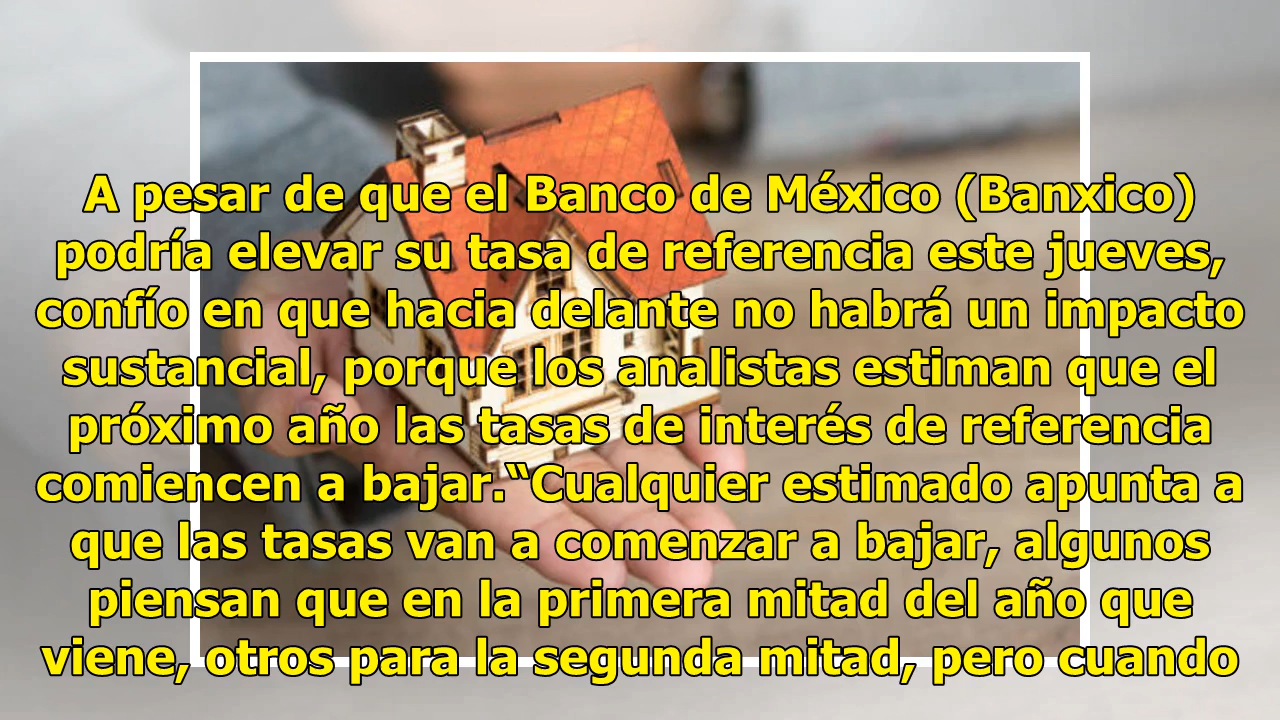 A pesar de que el Banco de México (Banxico)
podría elevar su tasa de referencia este jueves,
confío en que hacia delante no habrá un impacto
sustancial, porque los analistas estiman que el
próximo año las tasas de interés de referencia
comiencen a bajar.“Cualquier estimado apunta a
que las tasas van a comenzar a bajar, algunos
piensan que en la primera mitad del año que
viene, otros para la segunda mitad, pero cuando